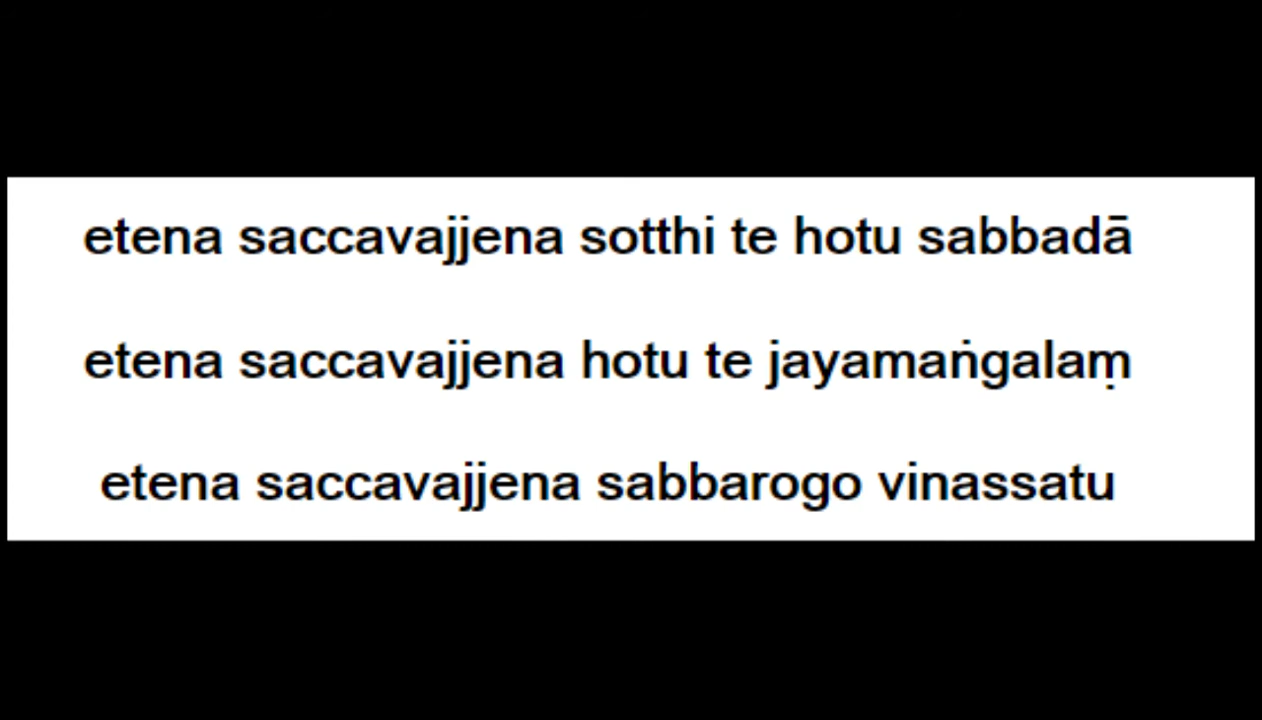 etena saccavajjena sotthi te hotu sabbadā
etena saccavajjena hotu te jayamaṅgalaṃ
etena saccavajjena sabbarogo vinassatu